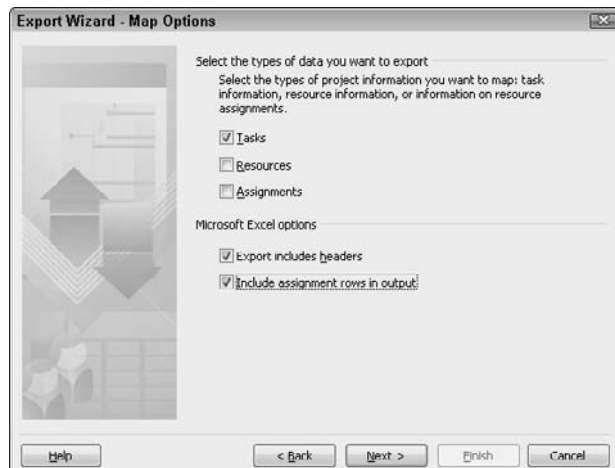 Export Wizard - Map Options
Select the types of data you want to export
Select the types of project information you want to map: task
information, resource information, or information on resource
assignments.
Tasks
Resources
Assignments
Microsoft Excel options
Export includes headers
Include assignment rows in output
Help
< Back
Next >
Finish
Cancel